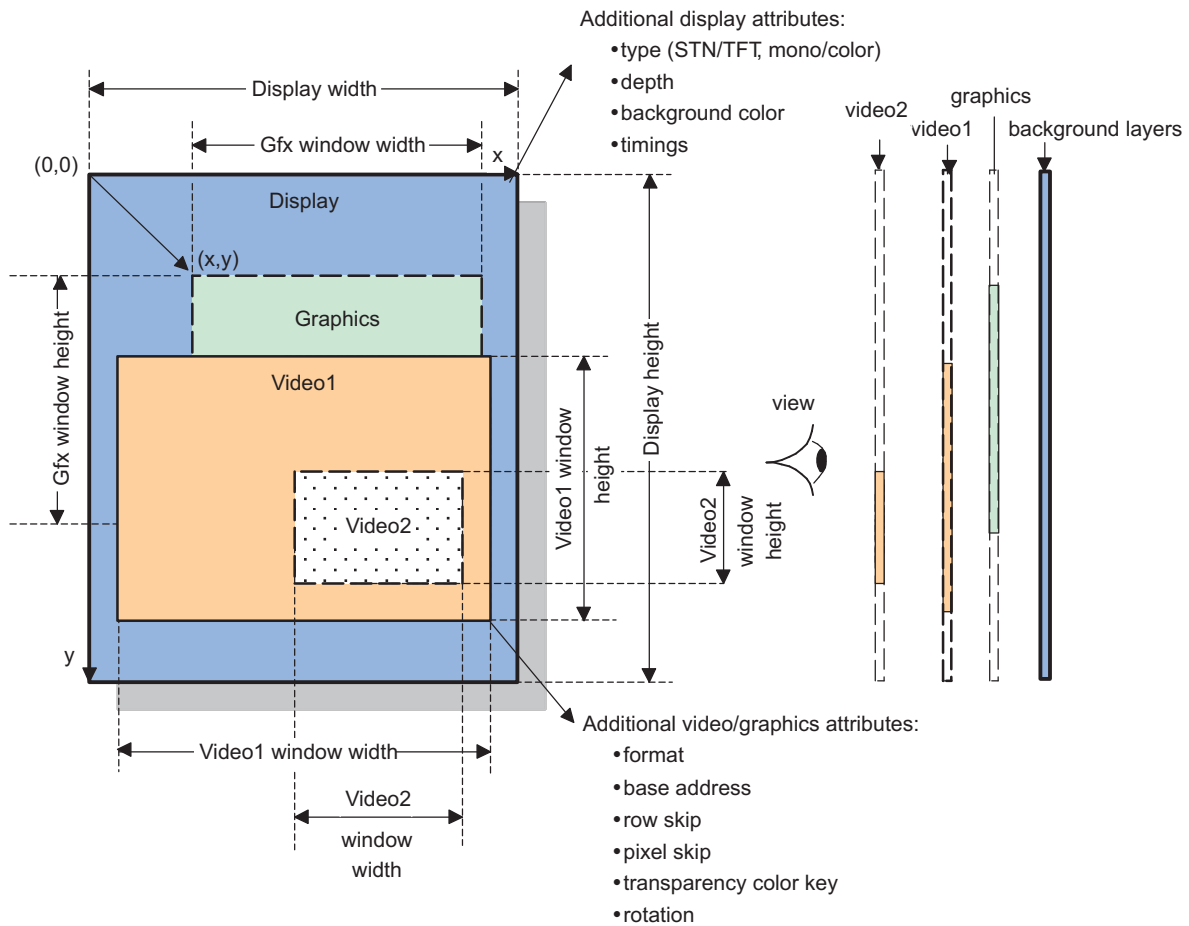 Additional display attributes:
•type (STN/TFT, mono/color)
•depth
•background color
•timings
Display width
Gfx window width
x
(0,0)
Display
(x,y)
Graphics
Gfx window height
Video1
Video2
Video1 window
height
Display height
Video2
window
height
y
Video1 window width
Video2
window
width
view
video2
video1
graphics
background layers
Additional video/graphics attributes:
•format
•base address
•row skip
•pixel skip
•transparency color key
•rotation